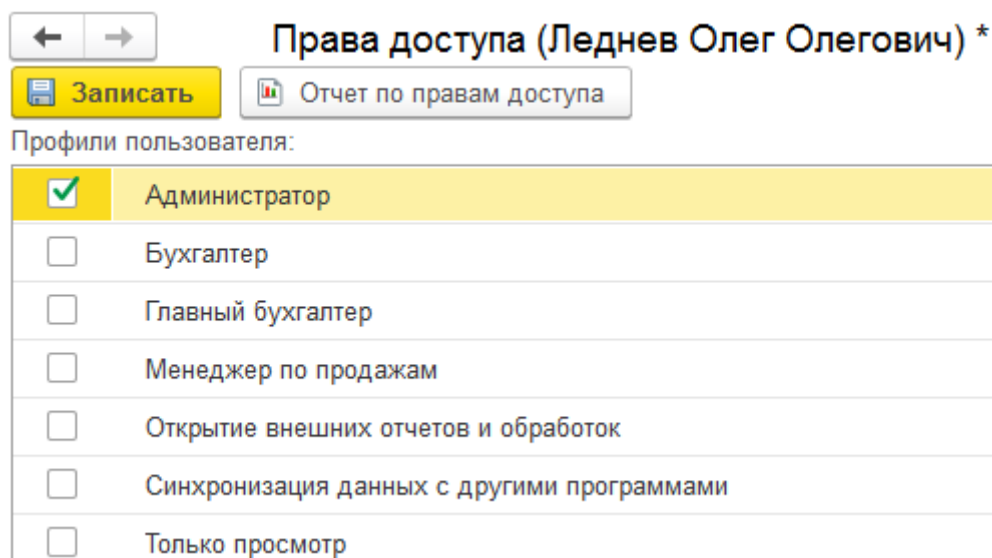 Права доступа (Леднев Олег Олегович) *
Записать Отчет по правам доступа
Профили пользователя:
Администратор
Бухгалтер
Главный бухгалтер
Менеджер по продажам
Открытие внешних отчетов и обработок
Синхронизация данных с другими программами
Только просмотр